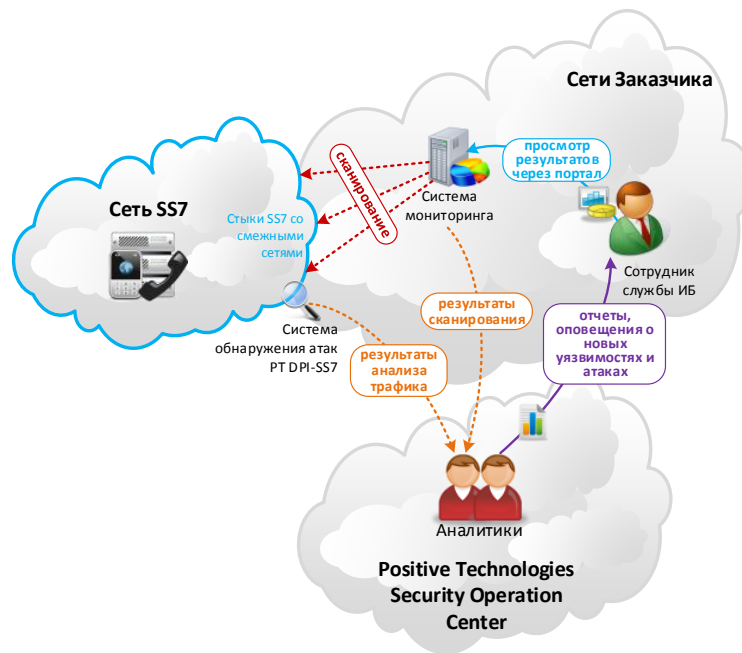 Сети Заказчика
просмотр
результатов
через портал
сканирование
Сеть SS7
Стыки SS7 со
смежными
сетями
Система
мониторинга
Сотрудник
службы ИБ
Система
обнаружения атак
PT DPI-SS7
результаты
сканирования
результаты
анализа
трафика
отчеты,
оповещения о
новых
уязвимостях и
атаках
Аналитики
Positive Technologies
Security Operation
Center